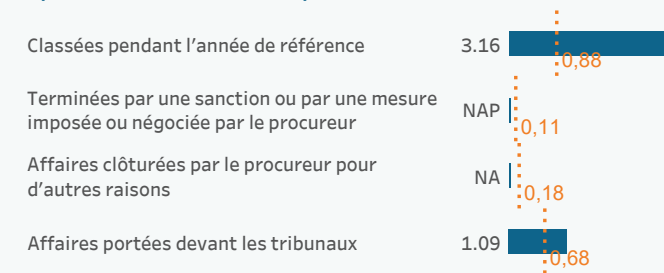 Classées pendant l'année de référence 3.16
0,88
Terminées par une sanction ou par une mesure
imposée ou négociée par le procureur NAP
0,11
Affaires clôturées par le procureur pour
d'autres raisons NA
0,18
Affaires portées devant les tribunaux 1.09
0,68